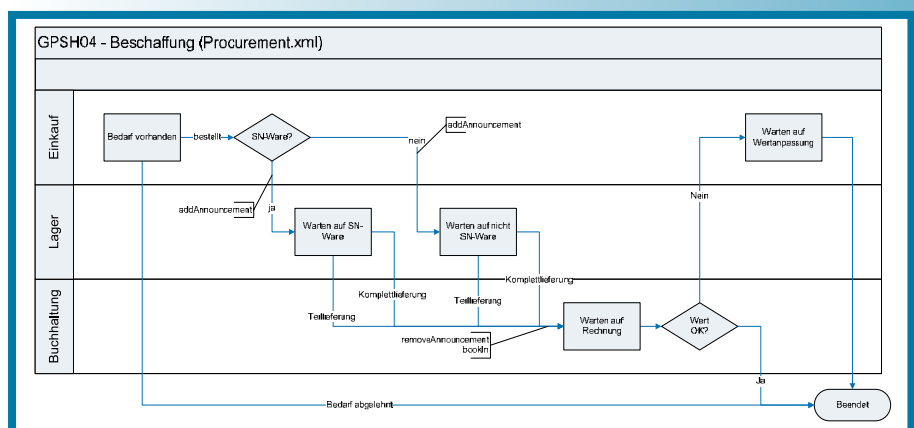 GPSH04 - Beschaffung (Procurement.xml)
Einkauf
Bedarf vorhanden
bestellt
SN-Ware?
nein
addAnnouncement
Warten auf
Wertanpassung
Nein
Lager
addAnnouncement
ja
Warten auf SN-
Ware
Warten auf nicht
SN-Ware
Komplettlieferung
Komplettlieferung
Teillieferung
Teillieferung
Buchhaltung
removeAnnouncement
bookIn
Warten auf
Rechnung
Wert
OK?
Ja
Bedarf abgelehnt
Beendet